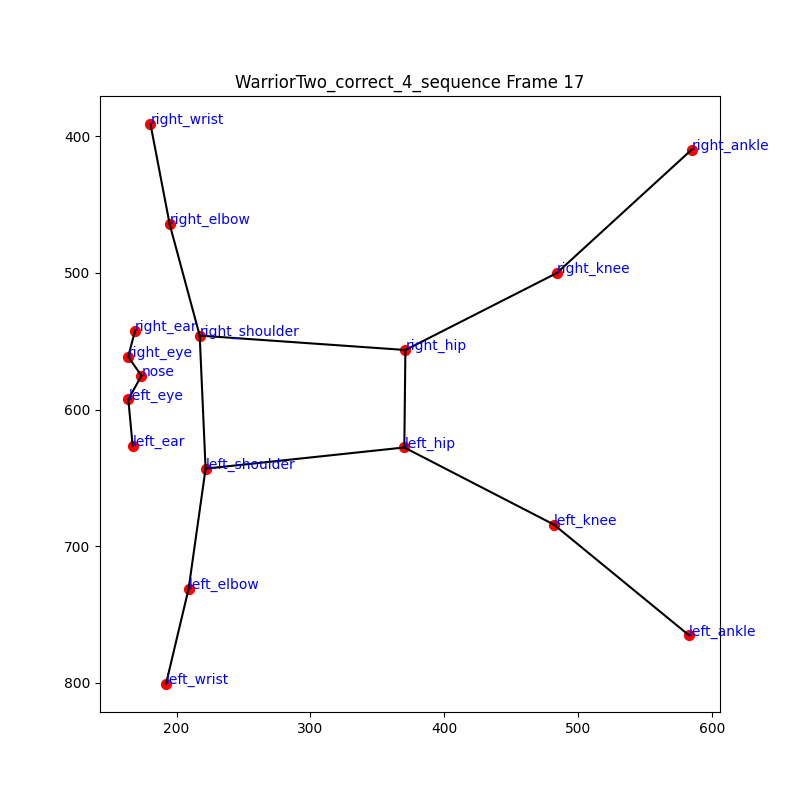 WarriorTwo_correct_4_sequence Frame 17
right_wrist
400
right_ankle
right_elbow
500
right_knee
right_ear
right_shoulder
right_eye
right_hip
nose
left_eye
600
left_ear
left_hip
left_shoulder
left_knee
700
left_elbow
left_ankle
left_wrist
800
200 300 400 500 600